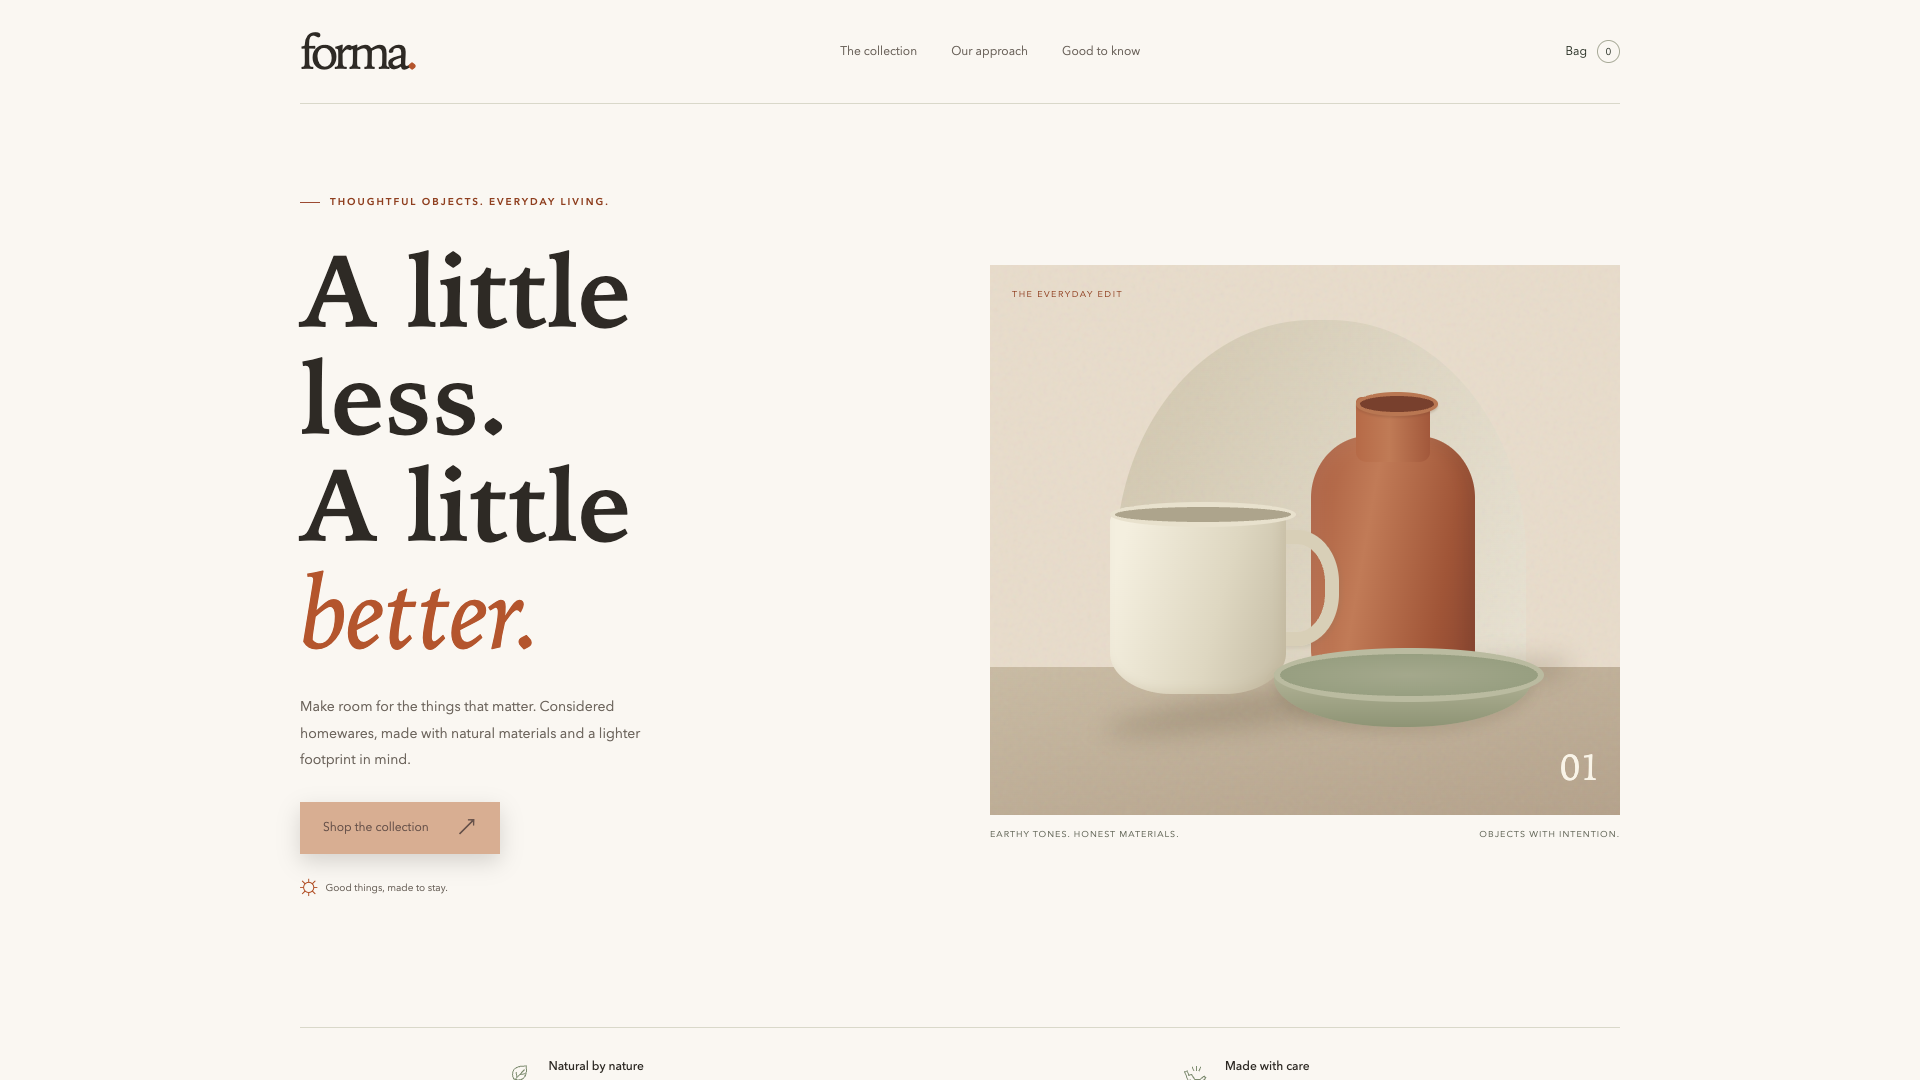 forma.
The collection
Our approach
Good to know
Bag
0
THOUGHTFUL OBJECTS. EVERYDAY LIVING.
A little
less.
A little
better.
Make room for the things that matter. Considered
homewares, made with natural materials and a lighter
footprint in mind.
Shop the collection
Good things, made to stay.
THE EVERYDAY EDIT
01
EARTHY TONES. HONEST MATERIALS.
OBJECTS WITH INTENTION.
Natural by nature
Made with care